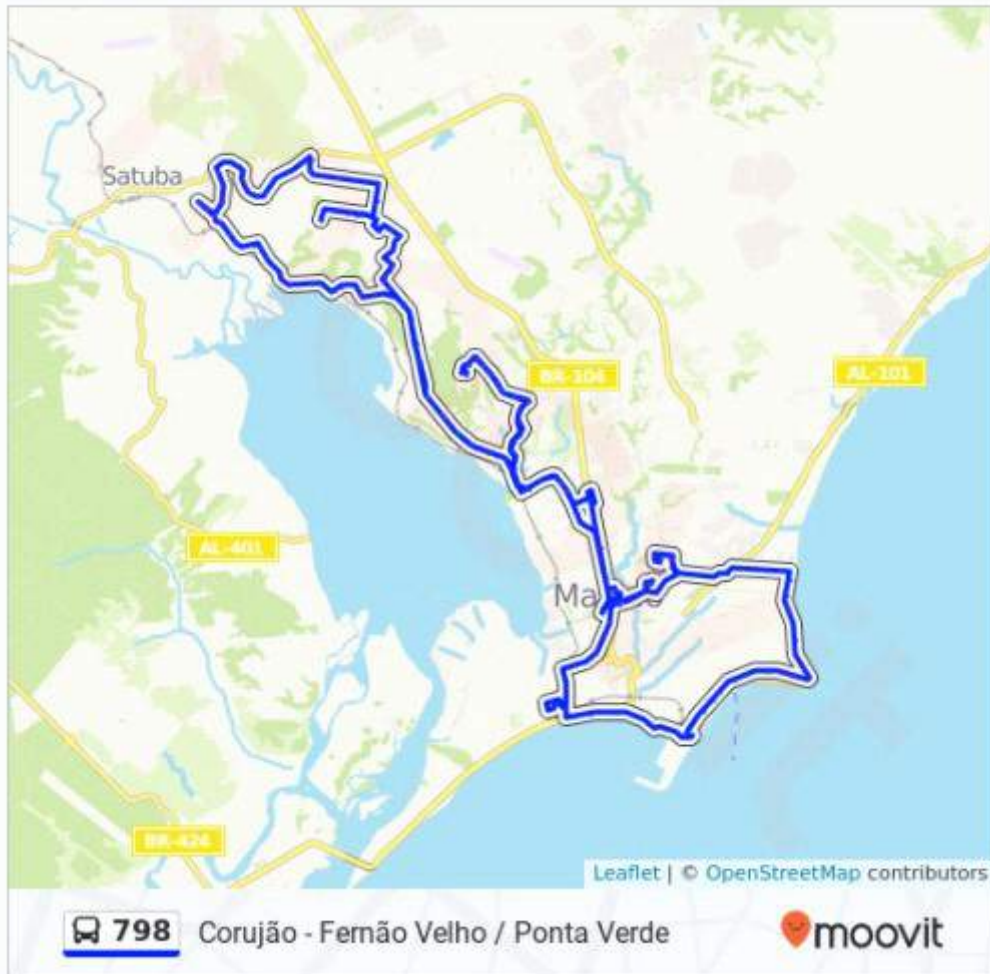 Satuba
BR-104
AL-101
AL-401
BR-424
Leaflet | © OpenStreetMap contributors
798 Corujão - Fernão Velho / Ponta Verde moovit